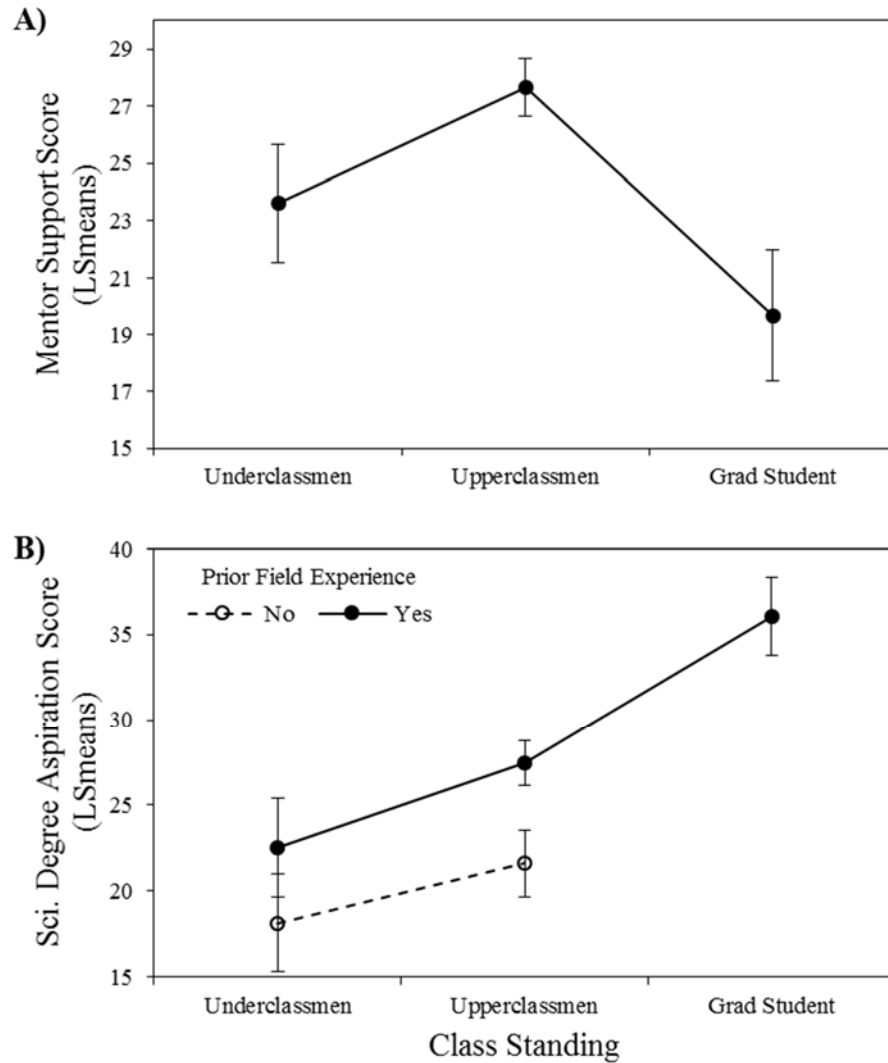 A)
Mentor Support Score
(LSmeans)
29
27
25
23
21
19
17
15
Underclassmen Upperclassmen Grad Student
B)
Sci. Degree Aspiration Score
(LSmeans)
40
35
30
25
20
15
Prior Field Experience
No Yes
Underclassmen Upperclassmen Grad Student
Class Standing